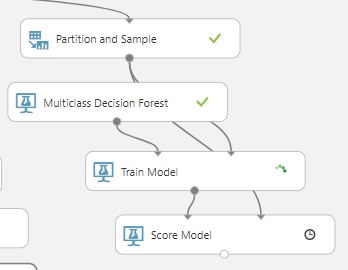 Partition and Sample
Multiclass Decision Forest
Train Model
Score Model